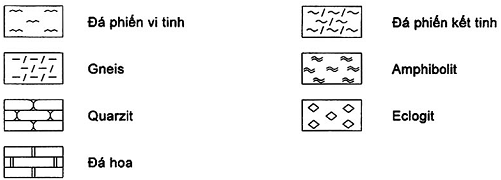 Đá phiến vi tinh
Đá phiến kết tinh
Gneis
Amphibolit
Quarzit
Eclogit
Đá hoa